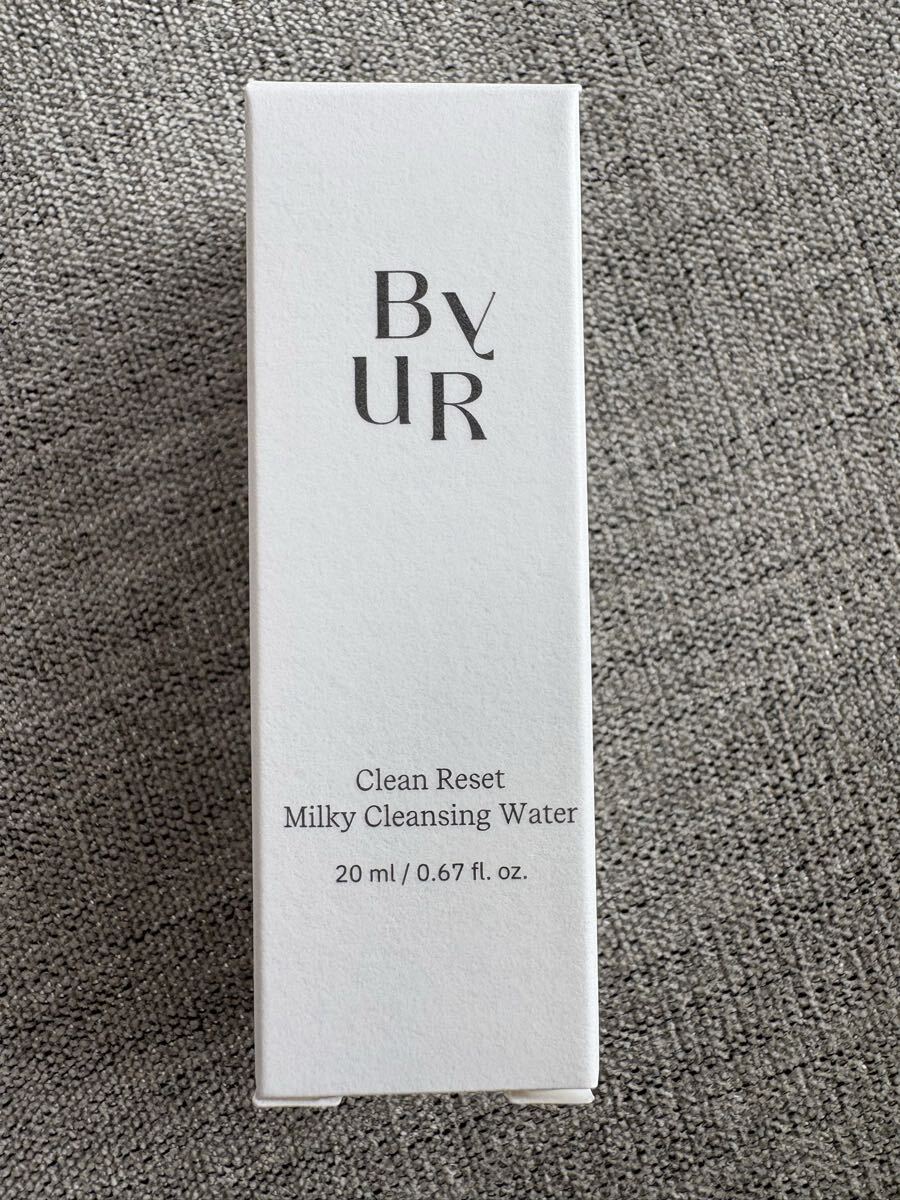 By
UR
Clean Reset
Milky Cleansing Water
20 ml / 0.67 fl. oz.